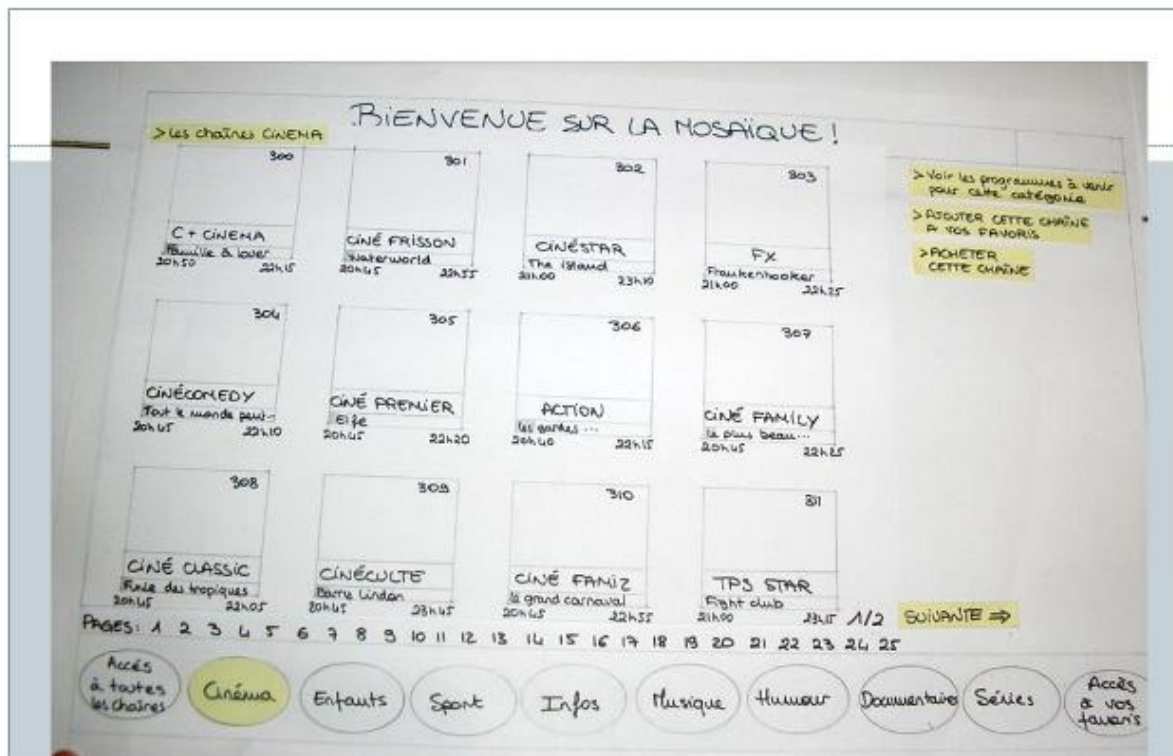 BIENVENUE SUR LA MOSAÏQUE !
> Les chaînes CINEMA
300
301
302
303
C + CINEMA
CINÉ FRISSON
CINÉSTAR
FX
Famille à louer
Waterworld
The island
Frankenhooker
20h50 22h15
20h45 22h55
21h00 23h10
21h00 22h25
> Voir les programmes à venir
pour cette catégorie
> AJOUTER CETTE CHAÎNE
A VOS FAVORIS
> ACHETER
CETTE CHAÎNE
304
305
306
307
CINÉCOMEDY
CINÉ PREMIER
ACTION
CINÉ FAMILY
Tout le monde peut...
Elfe
les gardes ...
le plus beau...
20h45 22h10
20h45 22h20
20h40 22h15
20h45 22h25
308
309
310
311
CINÉ CLASSIC
CINÉCULTE
CINÉ FAMIZ
TPS STAR
Furie des tropiques
Barry Lindon
le grand carnaval
Fight club
20h45 22h05
20h45 23h45
20h45 22h35
21h00 23h15
1/2 SUIVANTE ⇒
PAGES: 1 2 3 4 5 6 7 8 9 10 11 12 13 14 15 16 17 18 19 20 21 22 23 24 25
Accés
à toutes
les chaînes
Cinéma
Enfants
Sport
Infos
Musique
Humour
Documentaires
Séries
Accès
à vos
favoris